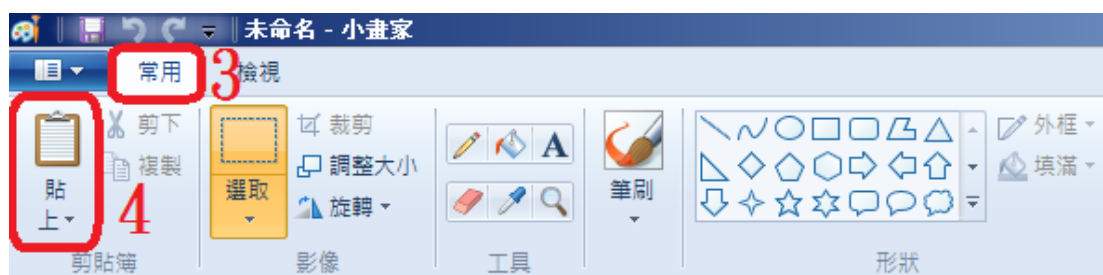 未命名 - 小畫家
常用 3 檢視
剪下 裁剪 外框
複製 調整大小 A 填滿
貼上 4 選取 旋轉 筆刷
剪貼簿 影像 工具 形狀